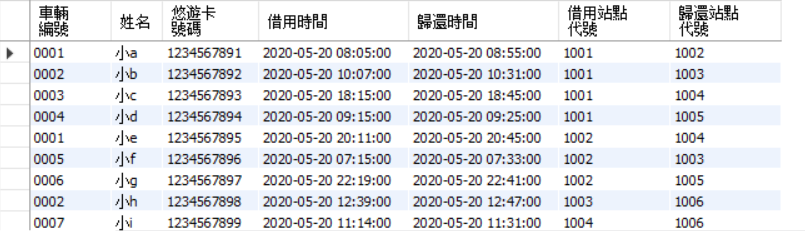 車輛編號 姓名 悠遊卡號碼 借用時間 歸還時間 借用站點代號 歸還站點代號
0001 小a 1234567891 2020-05-20 08:05:00 2020-05-20 08:55:00 1001 1002
0002 小b 1234567892 2020-05-20 10:07:00 2020-05-20 10:31:00 1001 1003
0003 小c 1234567893 2020-05-20 18:15:00 2020-05-20 18:45:00 1001 1004
0004 小d 1234567894 2020-05-20 09:15:00 2020-05-20 09:25:00 1001 1005
0001 小e 1234567895 2020-05-20 20:11:00 2020-05-20 20:45:00 1002 1004
0005 小f 1234567896 2020-05-20 07:15:00 2020-05-20 07:33:00 1002 1003
0006 小g 1234567897 2020-05-20 22:19:00 2020-05-20 22:41:00 1002 1005
0002 小h 1234567898 2020-05-20 12:39:00 2020-05-20 12:47:00 1003 1006
0007 小i 1234567899 2020-05-20 11:14:00 2020-05-20 11:31:00 1004 1006